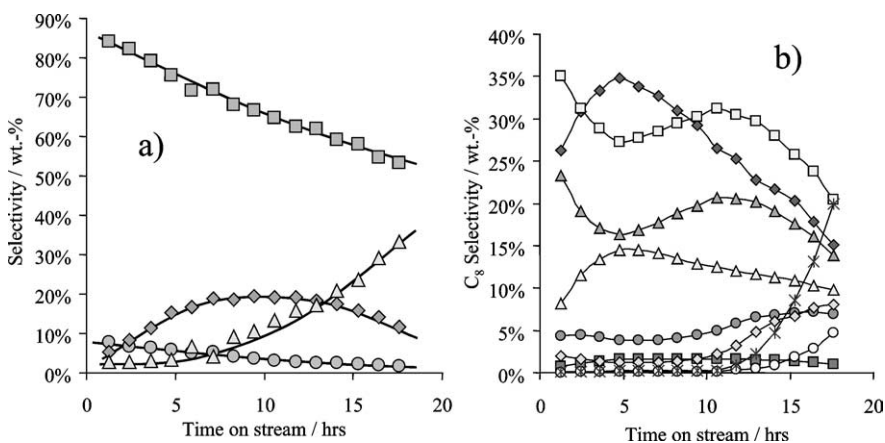 90%
80%
70%
60%
50%
40%
30%
20%
10%
0%
Selectivity / wt.-%
a)
0 5 10 15 20
Time on stream / hrs
40%
35%
30%
25%
20%
15%
10%
5%
0%
C₈ Selectivity / wt.-%
b)
0 5 10 15 20
Time on stream / hrs